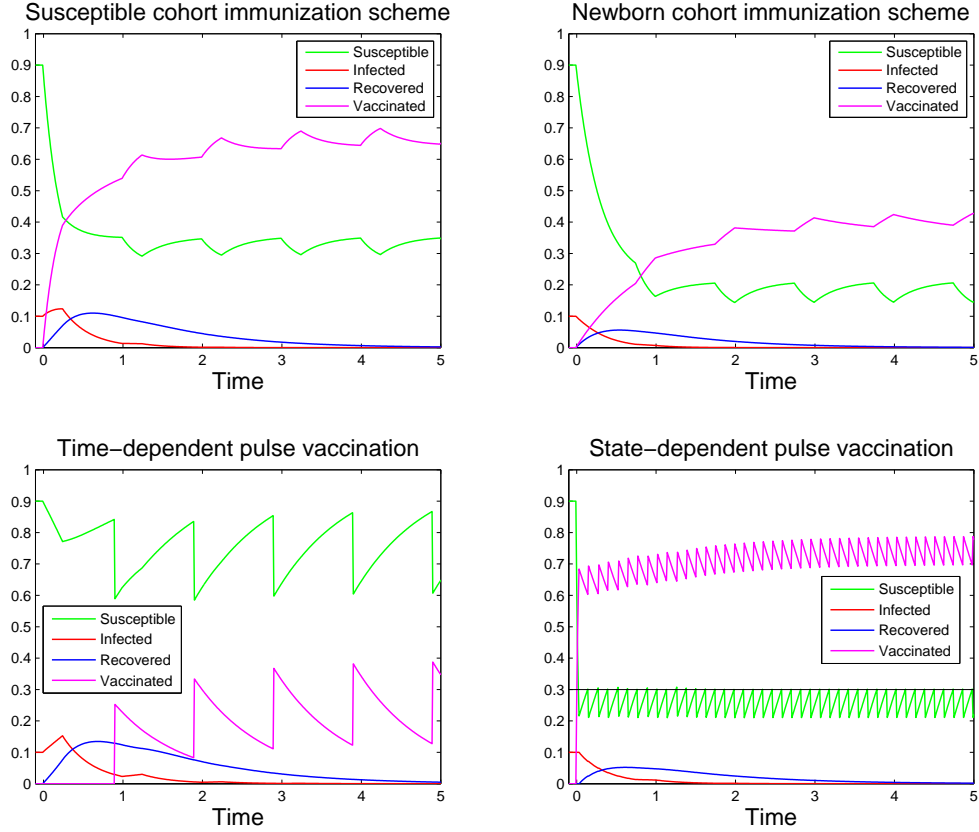 Susceptible cohort immunization scheme
1
0.9
0.8
0.7
0.6
0.5
0.4
0.3
0.2
0.1
0
Susceptible
Infected
Recovered
Vaccinated
0 1 2 3 4 5
Time
Newborn cohort immunization scheme
1
0.9
0.8
0.7
0.6
0.5
0.4
0.3
0.2
0.1
0
Susceptible
Infected
Recovered
Vaccinated
0 1 2 3 4 5
Time
Time−dependent pulse vaccination
1
0.9
0.8
0.7
0.6
0.5
0.4
0.3
0.2
0.1
0
Susceptible
Infected
Recovered
Vaccinated
0 1 2 3 4 5
Time
State−dependent pulse vaccination
1
0.9
0.8
0.7
0.6
0.5
0.4
0.3
0.2
0.1
0
Susceptible
Infected
Recovered
Vaccinated
0 1 2 3 4 5
Time